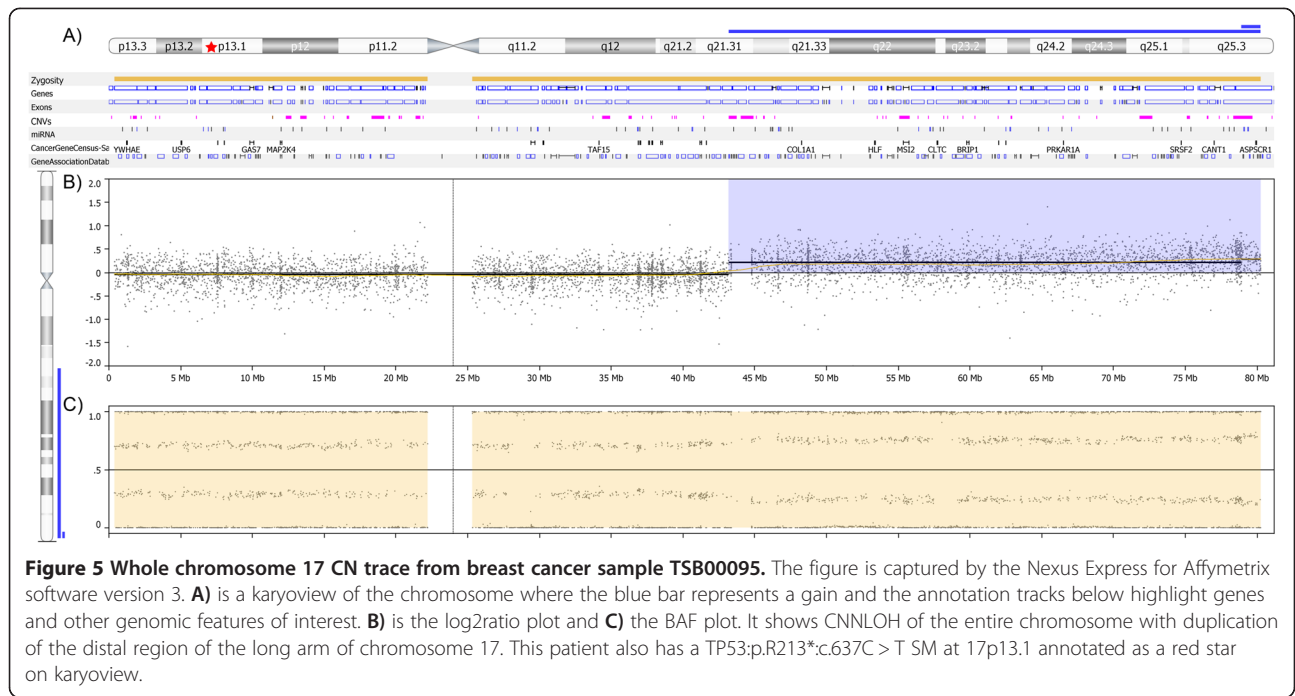 A)
p13.3 p13.2 p13.1 p12 p11.2 q11.2 q12 q21.2 q21.31 q21.33 q22 q23.2 q24.2 q24.3 q25.1 q25.3
Zygosity
Genes
Exons
CNVs
miRNA
CancerGeneCensus-Sa
YWHAE USP6 GAS7 MAP2K4 TAF15 COL1A1 HLF MSI2 CLTC BRIP1 PRKAR1A SRSF2 CANT1 ASPSCR1
GeneAssociationDatab
B)
2.0
1.5
1.0
.5
0
-.5
-1.0
-1.5
-2.0
0 5 Mb 10 Mb 15 Mb 20 Mb 25 Mb 30 Mb 35 Mb 40 Mb 45 Mb 50 Mb 55 Mb 60 Mb 65 Mb 70 Mb 75 Mb 80 Mb
C)
1.0
.5
0
Figure 5 Whole chromosome 17 CN trace from breast cancer sample TSB00095. The figure is captured by the Nexus Express for Affymetrix
software version 3. A) is a karyoview of the chromosome where the blue bar represents a gain and the annotation tracks below highlight genes
and other genomic features of interest. B) is the log2ratio plot and C) the BAF plot. It shows CNNLOH of the entire chromosome with duplication
of the distal region of the long arm of chromosome 17. This patient also has a TP53:p.R213*:c.637C > T SM at 17p13.1 annotated as a red star
on karyoview.